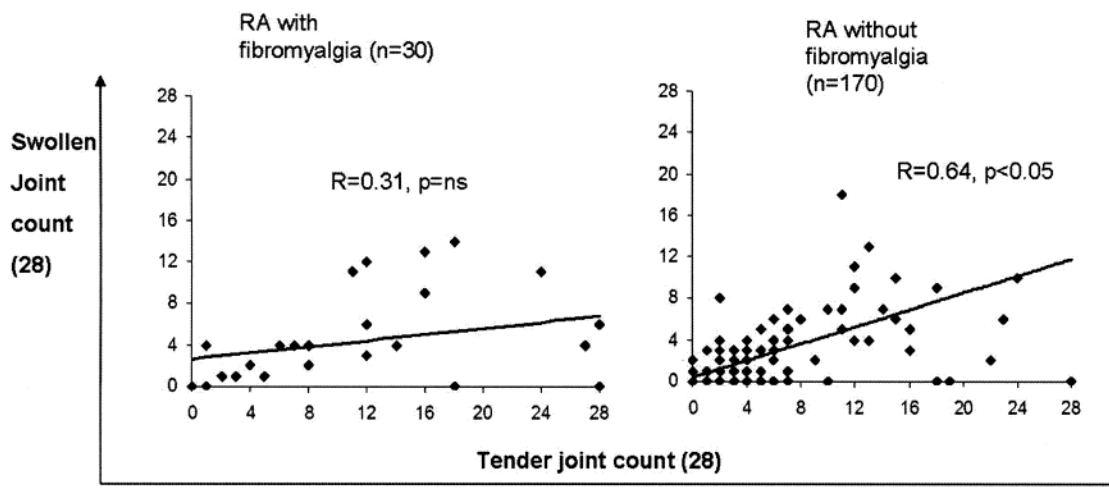 RA with
fibromyalgia (n=30)
RA without
fibromyalgia
(n=170)
Swollen
Joint
count
(28)
28
24
20
16
12
8
4
0
R=0.31, p=ns
0 4 8 12 16 20 24 28
28
24
20
16
12
8
4
0
R=0.64, p<0.05
0 4 8 12 16 20 24 28
Tender joint count (28)